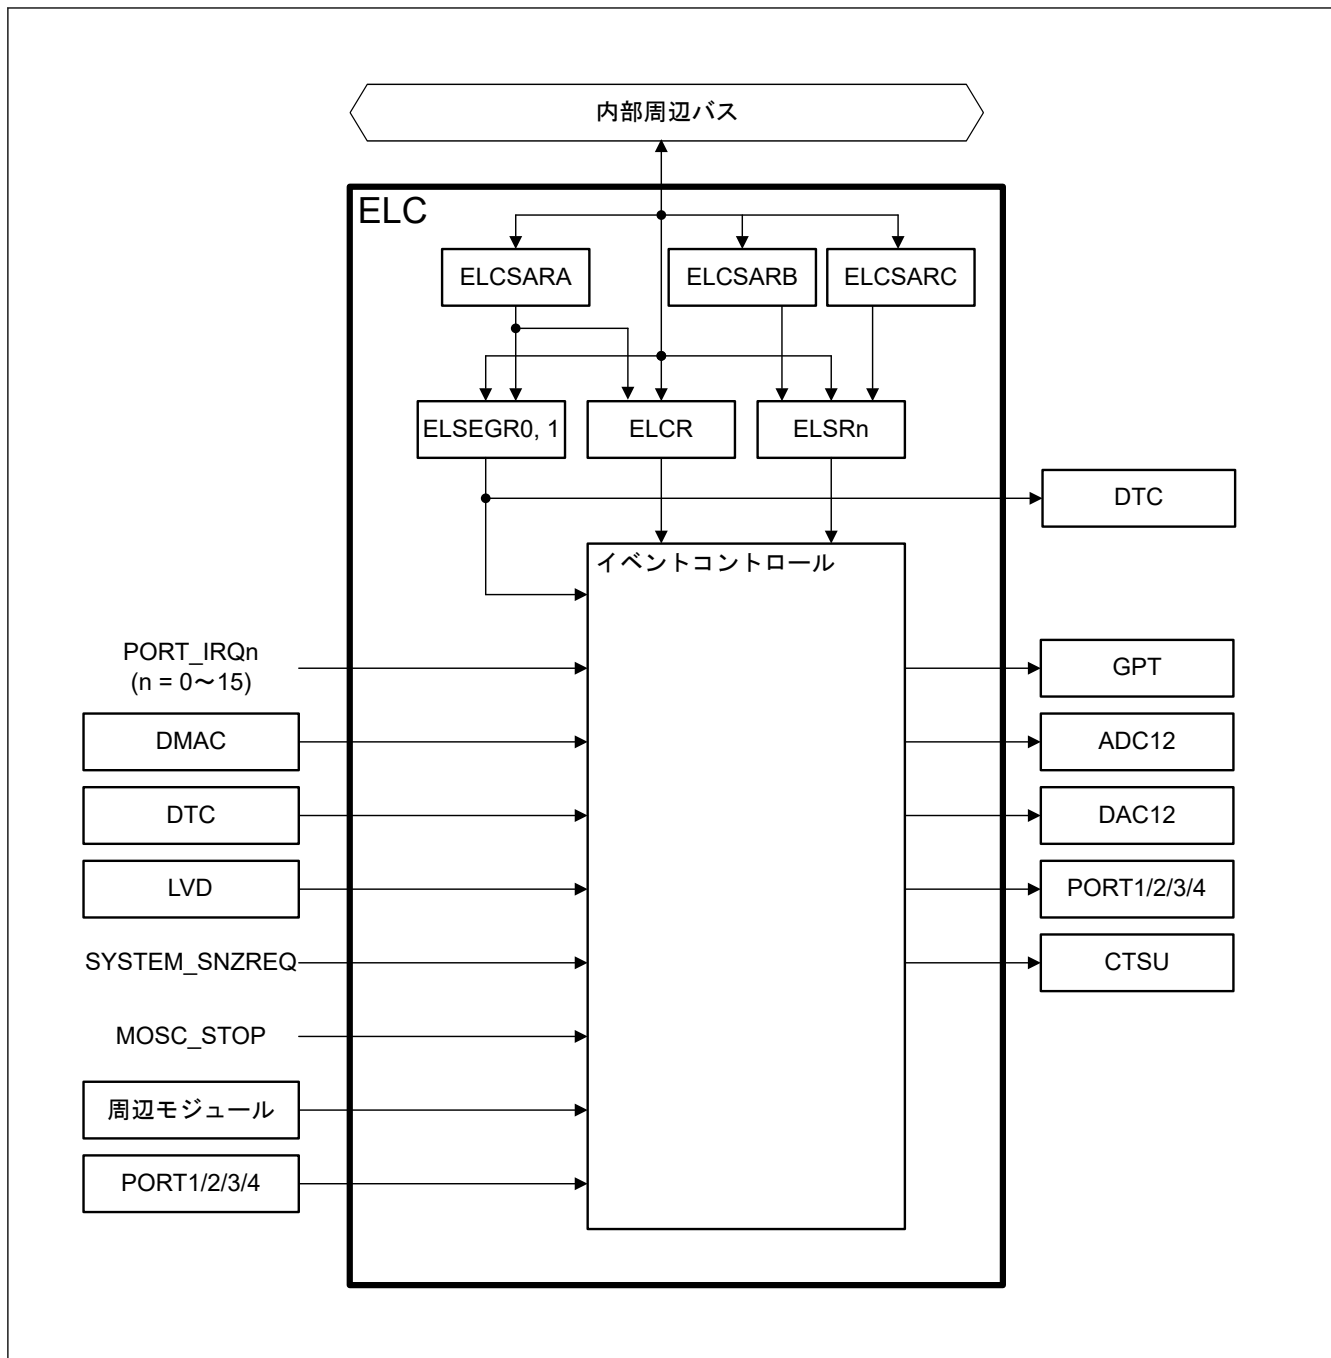 内部周辺バス
ELC
ELCSARA
ELCSARB
ELCSARC
ELSEGR0, 1
ELCR
ELSRn
DTC
イベントコントロール
PORT_IRQn
(n = 0～15)
GPT
DMAC
ADC12
DTC
DAC12
LVD
PORT1/2/3/4
SYSTEM_SNZREQ
CTSU
MOSC_STOP
周辺モジュール
PORT1/2/3/4